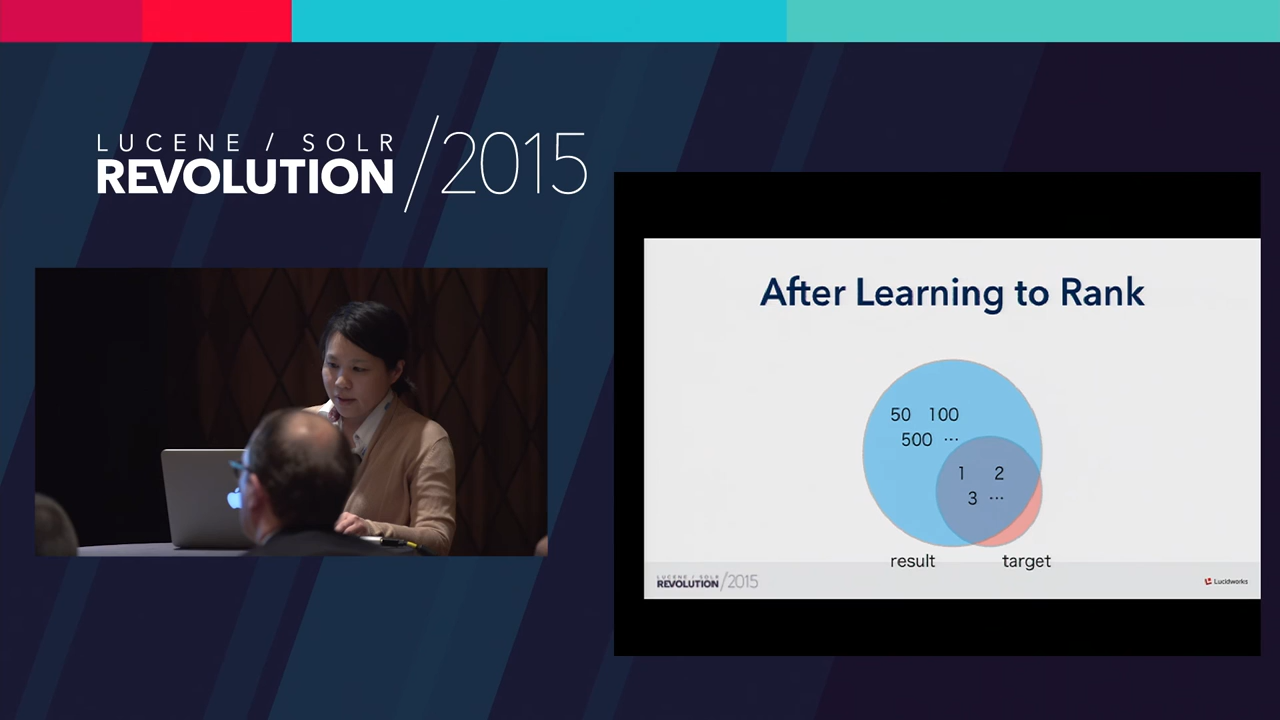 LUCENE / SOLR
REVOLUTION /2015
After Learning to Rank
50 100
500 ...
1 2
3 ...
result target
LUCENE / SOLR
REVOLUTION /2015
Lucidworks